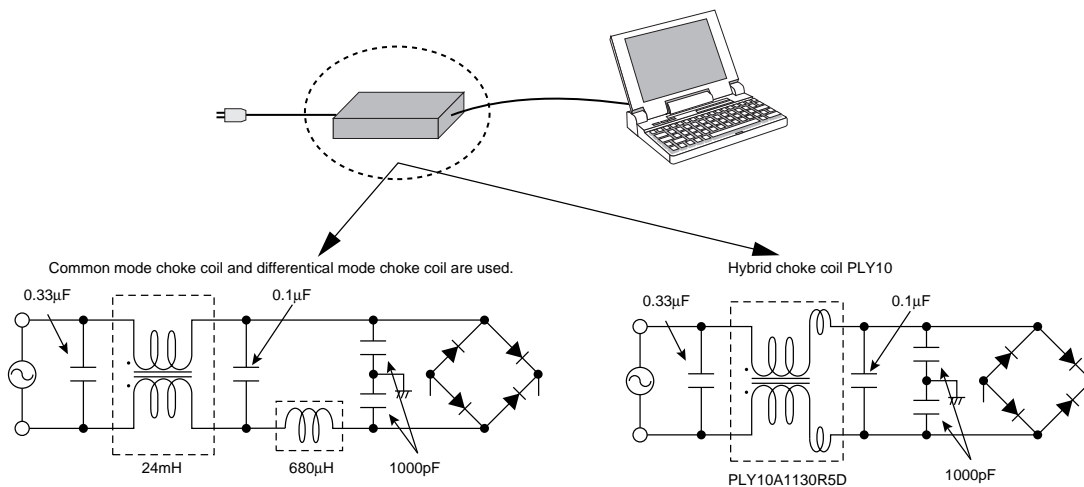 Common mode choke coil and differentical mode choke coil are used.
0.33μF
0.1μF
24mH
680μH
1000pF
Hybrid choke coil PLY10
0.33μF
0.1μF
1000pF
PLY10A1130R5D